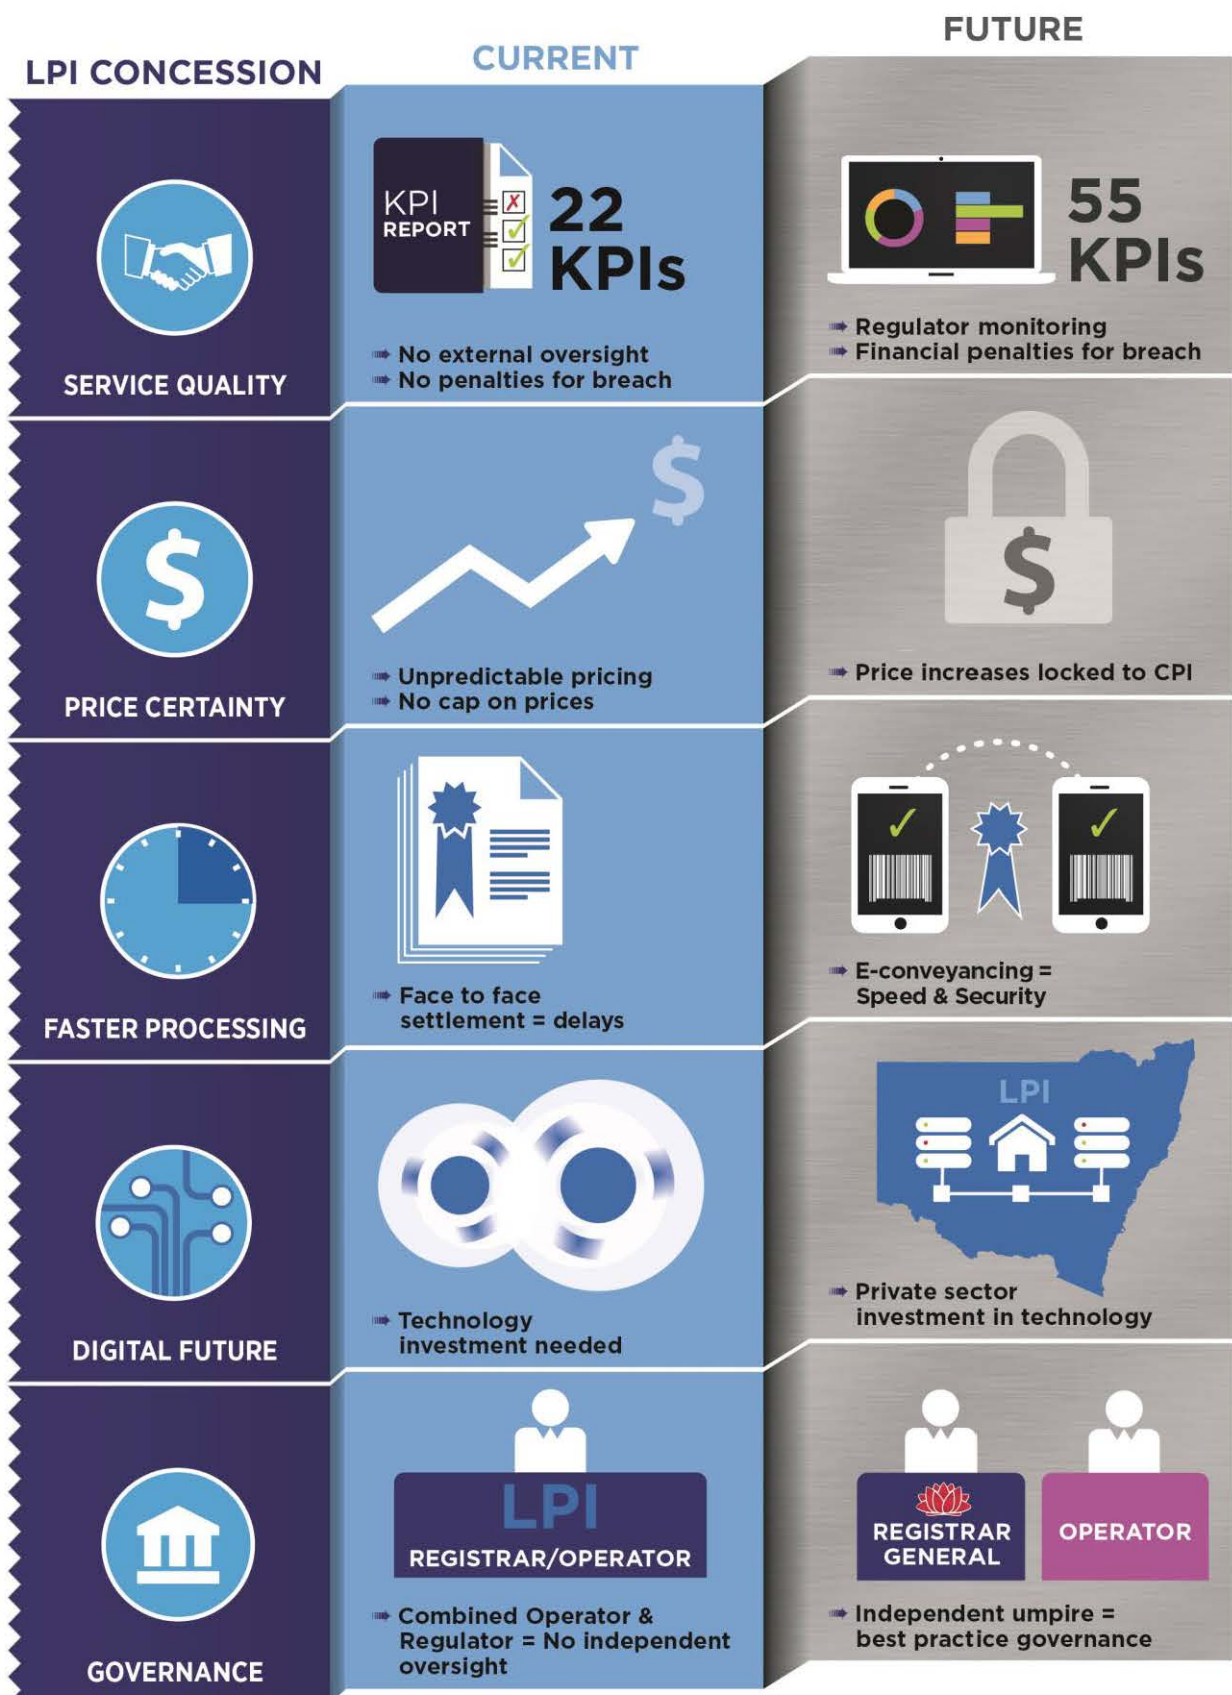 LPI CONCESSION
CURRENT
FUTURE
SERVICE QUALITY
KPI
REPORT
22
KPIs
No external oversight
No penalties for breach
55
KPIs
Regulator monitoring
Financial penalties for breach
PRICE CERTAINTY
$
$
Unpredictable pricing
No cap on prices
$
Price increases locked to CPI
FASTER PROCESSING
Face to face
settlement = delays
E-conveyancing =
Speed & Security
DIGITAL FUTURE
Technology
investment needed
LPI
Private sector
investment in technology
GOVERNANCE
LPI
REGISTRAR/OPERATOR
Combined Operator &
Regulator = No independent
oversight
REGISTRAR
GENERAL
OPERATOR
Independent umpire =
best practice governance